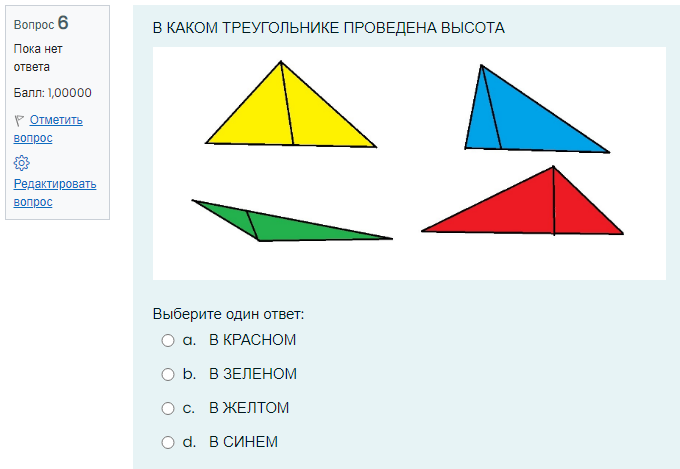 Вопрос 6
Пока нет
ответа
Балл: 1,00000
Отметить
вопрос
Редактировать
вопрос
В КАКОМ ТРЕУГОЛЬНИКЕ ПРОВЕДЕНА ВЫСОТА
Выберите один ответ:
a. В КРАСНОМ
b. В ЗЕЛЕНОМ
c. В ЖЕЛТОМ
d. В СИНЕМ